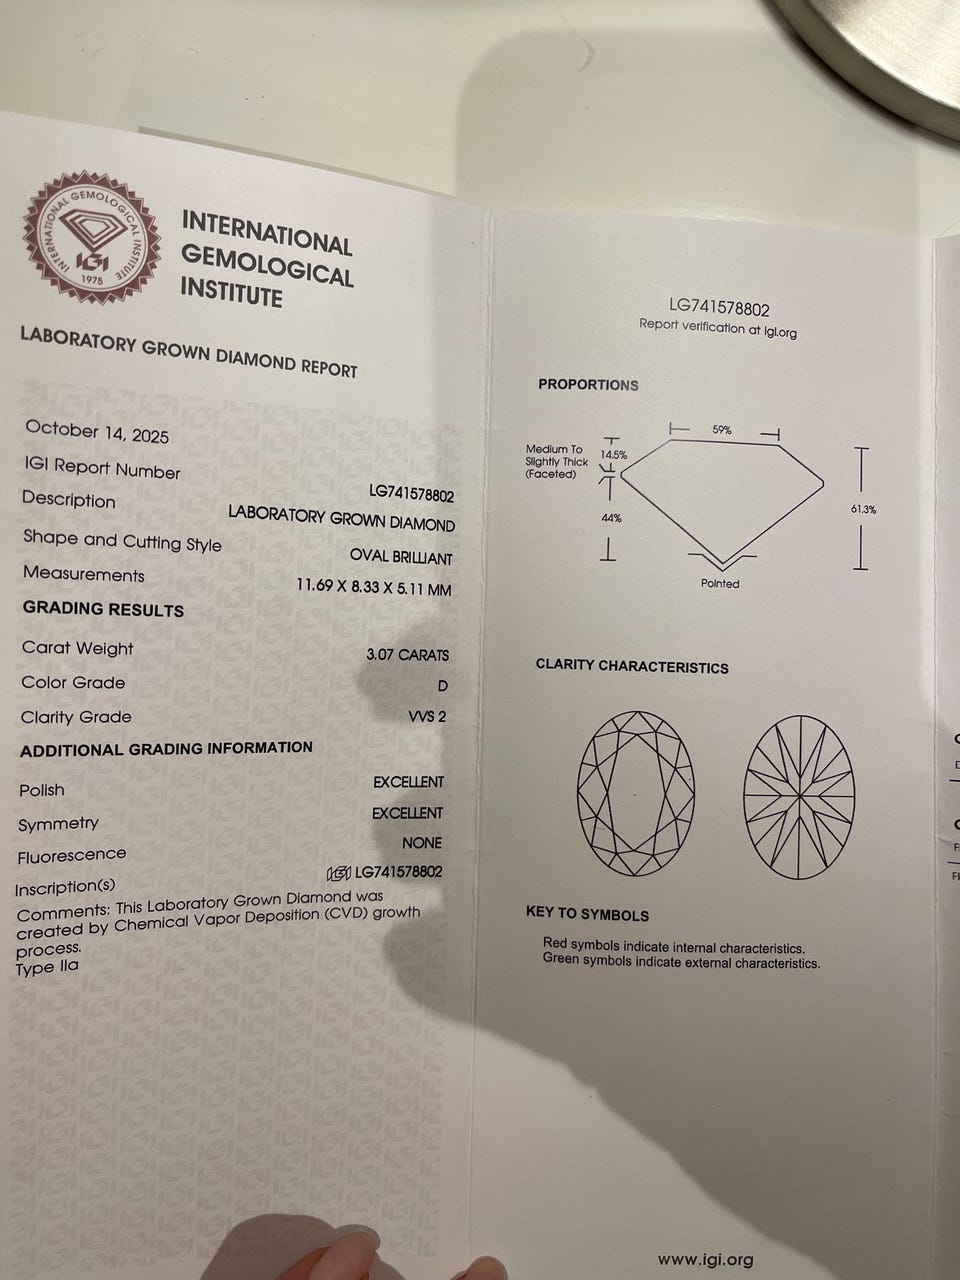 INTERNATIONAL GEMOLOGICAL INSTITUTE
IGI
1975
INTERNATIONAL
GEMOLOGICAL
INSTITUTE
LABORATORY GROWN DIAMOND REPORT
October 14, 2025
IGI Report Number LG741578802
Description LABORATORY GROWN DIAMOND
Shape and Cutting Style OVAL BRILLIANT
Measurements 11.69 X 8.33 X 5.11 MM
GRADING RESULTS
Carat Weight 3.07 CARATS
Color Grade D
Clarity Grade VVS 2
ADDITIONAL GRADING INFORMATION
Polish EXCELLENT
Symmetry EXCELLENT
Fluorescence NONE
Inscription(s) IGI LG741578802
Comments: This Laboratory Grown Diamond was
created by Chemical Vapor Deposition (CVD) growth
process.
Type IIa
LG741578802
Report verification at igi.org
PROPORTIONS
59%
Medium To
Slightly Thick
(Faceted)
14.5%
44%
61.3%
Pointed
CLARITY CHARACTERISTICS
KEY TO SYMBOLS
Red symbols indicate internal characteristics.
Green symbols indicate external characteristics.
www.igi.org